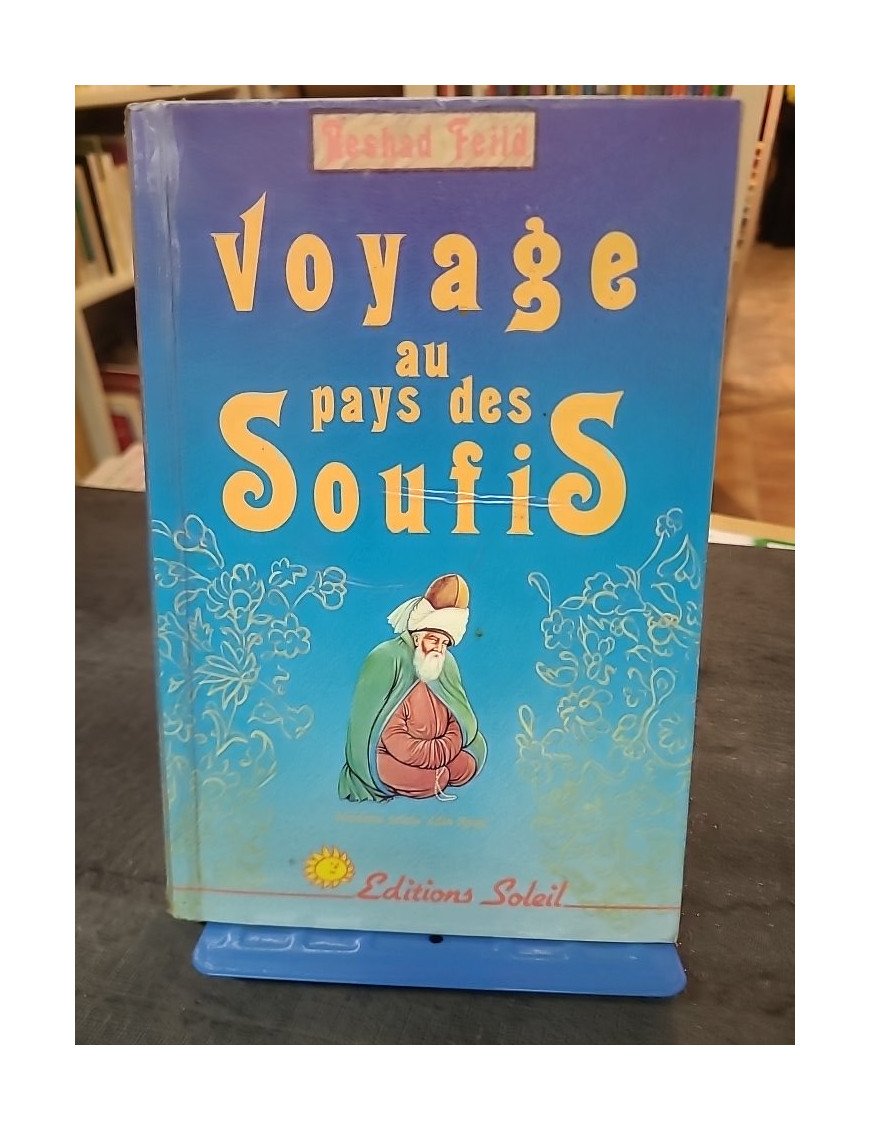 Reshad Feild
Voyage
au
pays des
Soufis
Editions Soleil